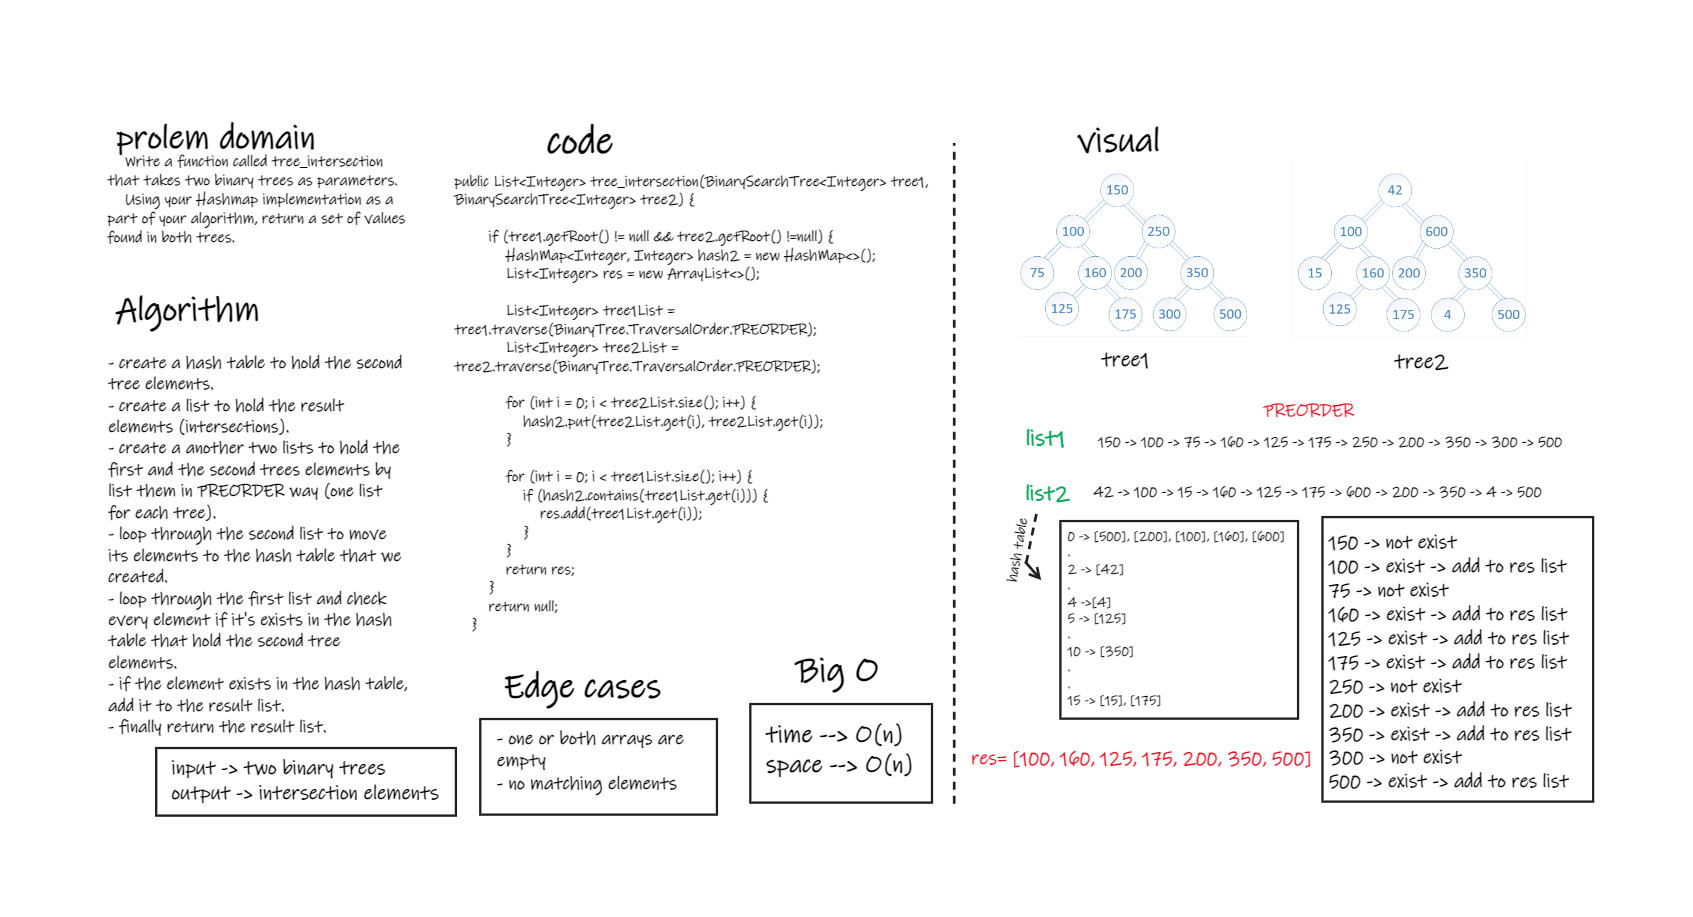 prolem domain
Write a function called tree_intersection
that takes two binary trees as parameters.
Using your Hashmap implementation as a
part of your algorithm, return a set of values
found in both trees.
Algorithm
- create a hash table to hold the second
tree elements.
- create a list to hold the result
elements (intersections).
- create a another two lists to hold the
first and the second trees elements by
list them in PREORDER way (one list
for each tree).
- loop through the second list to move
its elements to the hash table that we
created.
- loop through the first list and check
every element if it's exists in the hash
table that hold the second tree
elements.
- if the element exists in the hash table,
add it to the result list.
- finally return the result list.
input -> two binary trees
output -> intersection elements
code
public List<Integer> tree_intersection(BinarySearchTree<Integer> tree1,
BinarySearchTree<Integer> tree2) {
if (tree1.getRoot() != null && tree2.getRoot() !=null) {
HashMap<Integer, Integer> hash2 = new HashMap<>();
List<Integer> res = new ArrayList<>();
List<Integer> tree1List =
tree1.traverse(BinaryTree.TraversalOrder.PREORDER);
List<Integer> tree2List =
tree2.traverse(BinaryTree.TraversalOrder.PREORDER);
for (int i = 0; i < tree2List.size(); i++) {
hash2.put(tree2List.get(i), tree2List.get(i));
}
for (int i = 0; i < tree1List.size(); i++) {
if (hash2.contains(tree1List.get(i))) {
res.add(tree1List.get(i));
}
}
return res;
}
return null;
}
Edge cases
- one or both arrays are
empty
- no matching elements
Big O
time --> O(n)
space --> O(n)
visual
150
100 250
75 160 200 350
125 175 300 500
tree1
42
100 600
15 160 200 350
125 175 4 500
tree2
PREORDER
list1 150 -> 100 -> 75 -> 160 -> 125 -> 175 -> 250 -> 200 -> 350 -> 300 -> 500
list2 42 -> 100 -> 15 -> 160 -> 125 -> 175 -> 600 -> 200 -> 350 -> 4 -> 500
hash table
0 -> [500], [200], [100], [160], [600]
.
2 -> [42]
.
4 ->[4]
5 -> [125]
.
10 -> [350]
.
.
15 -> [15], [175]
150 -> not exist
100 -> exist -> add to res list
75 -> not exist
160 -> exist -> add to res list
125 -> exist -> add to res list
175 -> exist -> add to res list
250 -> not exist
200 -> exist -> add to res list
350 -> exist -> add to res list
300 -> not exist
500 -> exist -> add to res list
res= [100, 160, 125, 175, 200, 350, 500]